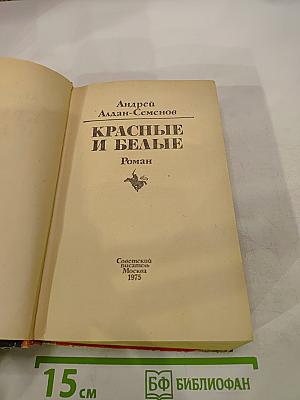 Андрей
Алдан-Семенов
КРАСНЫЕ
И БЕЛЫЕ
Роман
Советский
писатель
Москва
1975
15 см
БФ БИБЛИОФАН